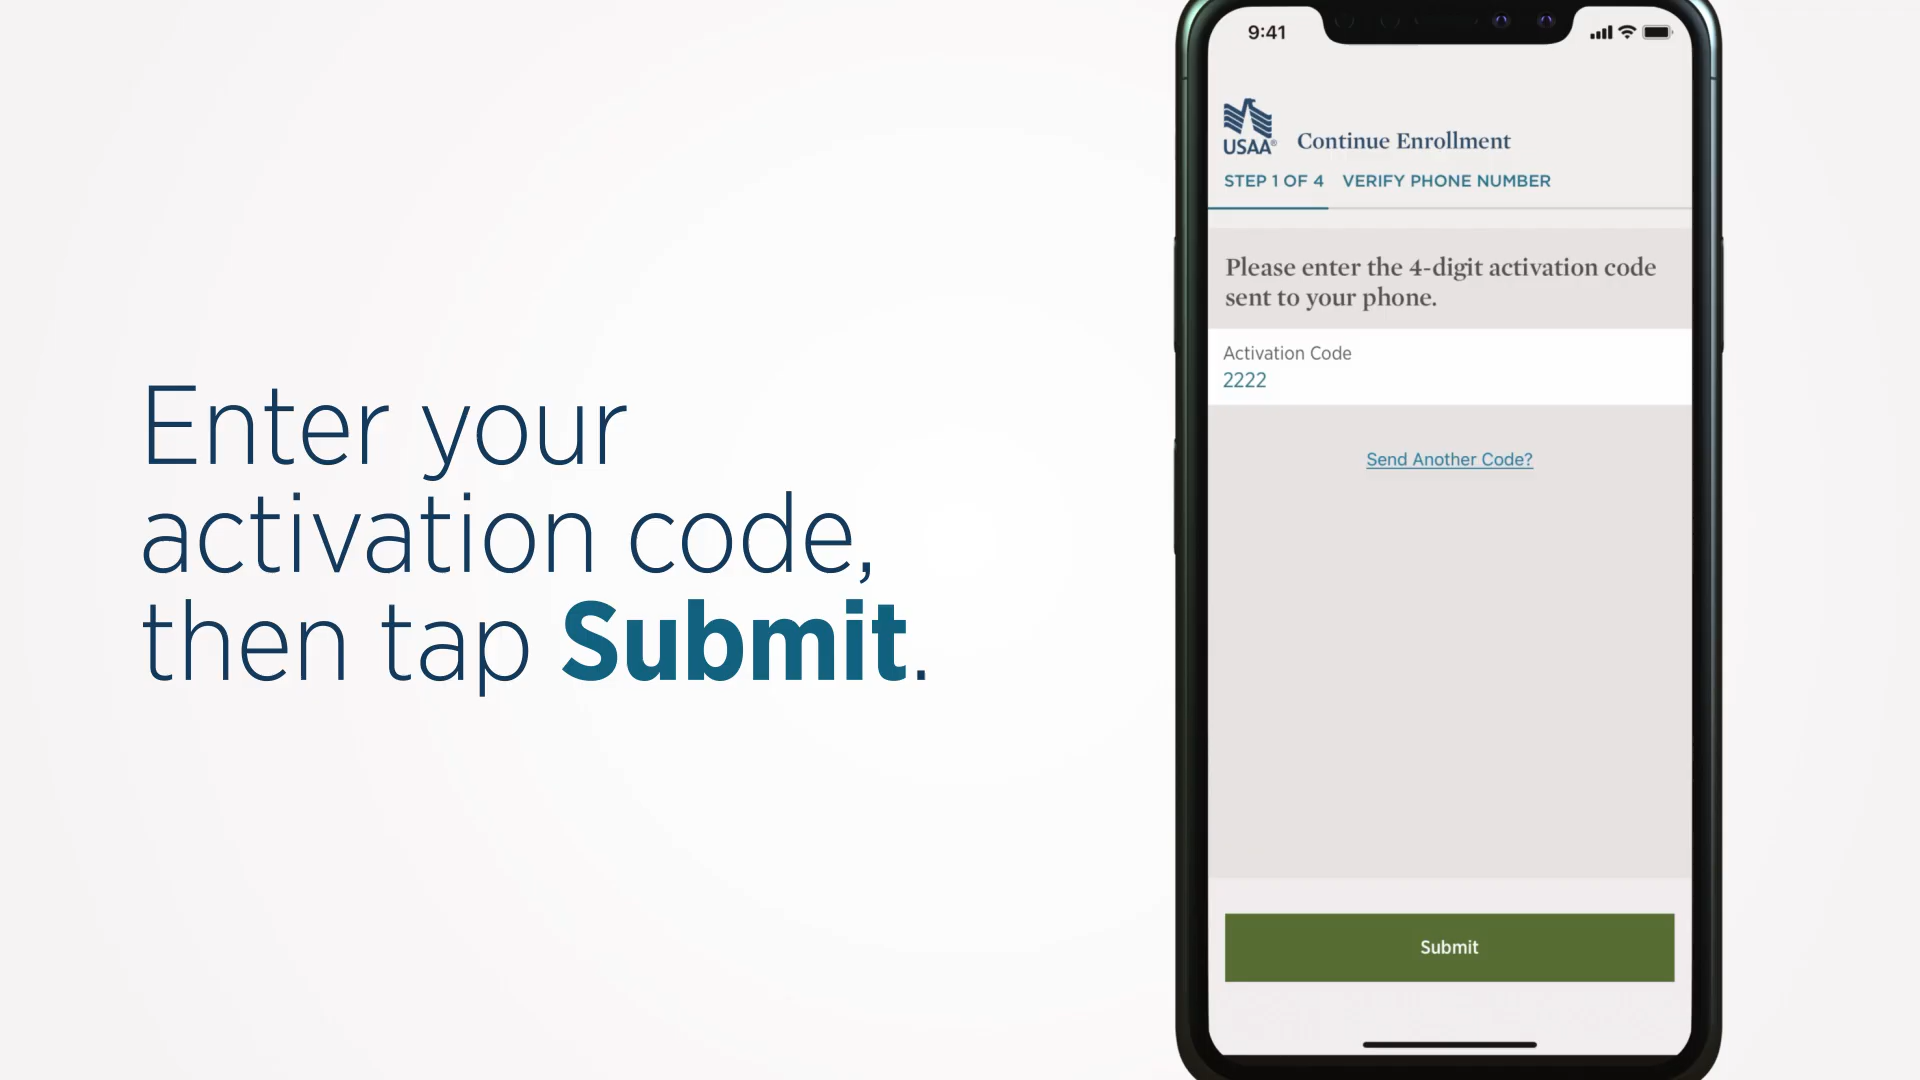 Enter your
activation code,
then tap Submit.
9:41
USAA®
Continue Enrollment
STEP 1 OF 4 VERIFY PHONE NUMBER
Please enter the 4-digit activation code
sent to your phone.
Activation Code
2222
Send Another Code?
Submit